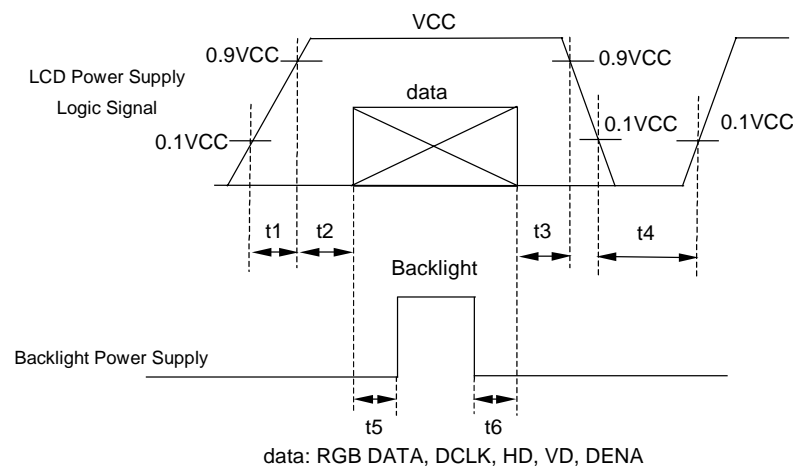 VCC
0.9VCC
0.9VCC
LCD Power Supply
Logic Signal
data
0.1VCC
0.1VCC
0.1VCC
t1
t2
t3
t4
Backlight
Backlight Power Supply
t5
t6
data: RGB DATA, DCLK, HD, VD, DENA